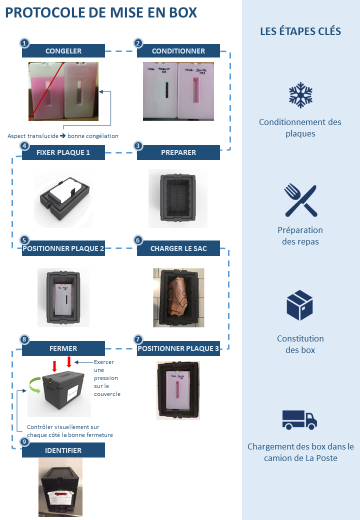 PROTOCOLE DE MISE EN BOX
1 CONGELER
2 CONDITIONNER
Aspect translucide → bonne congélation
4 FIXER PLAQUE 1
3 PREPARER
5 POSITIONNER PLAQUE 2
6 CHARGER LE SAC
8 FERMER
7 POSITIONNER PLAQUE 3
Exercer
une
pression
sur le
couvercle
Contrôler visuellement sur
chaque côté le bonne fermeture
9 IDENTIFIER
LES ÉTAPES CLÉS
Conditionnement des
plaques
Préparation
des repas
Constitution
des box
Chargement des box dans le
camion de La Poste